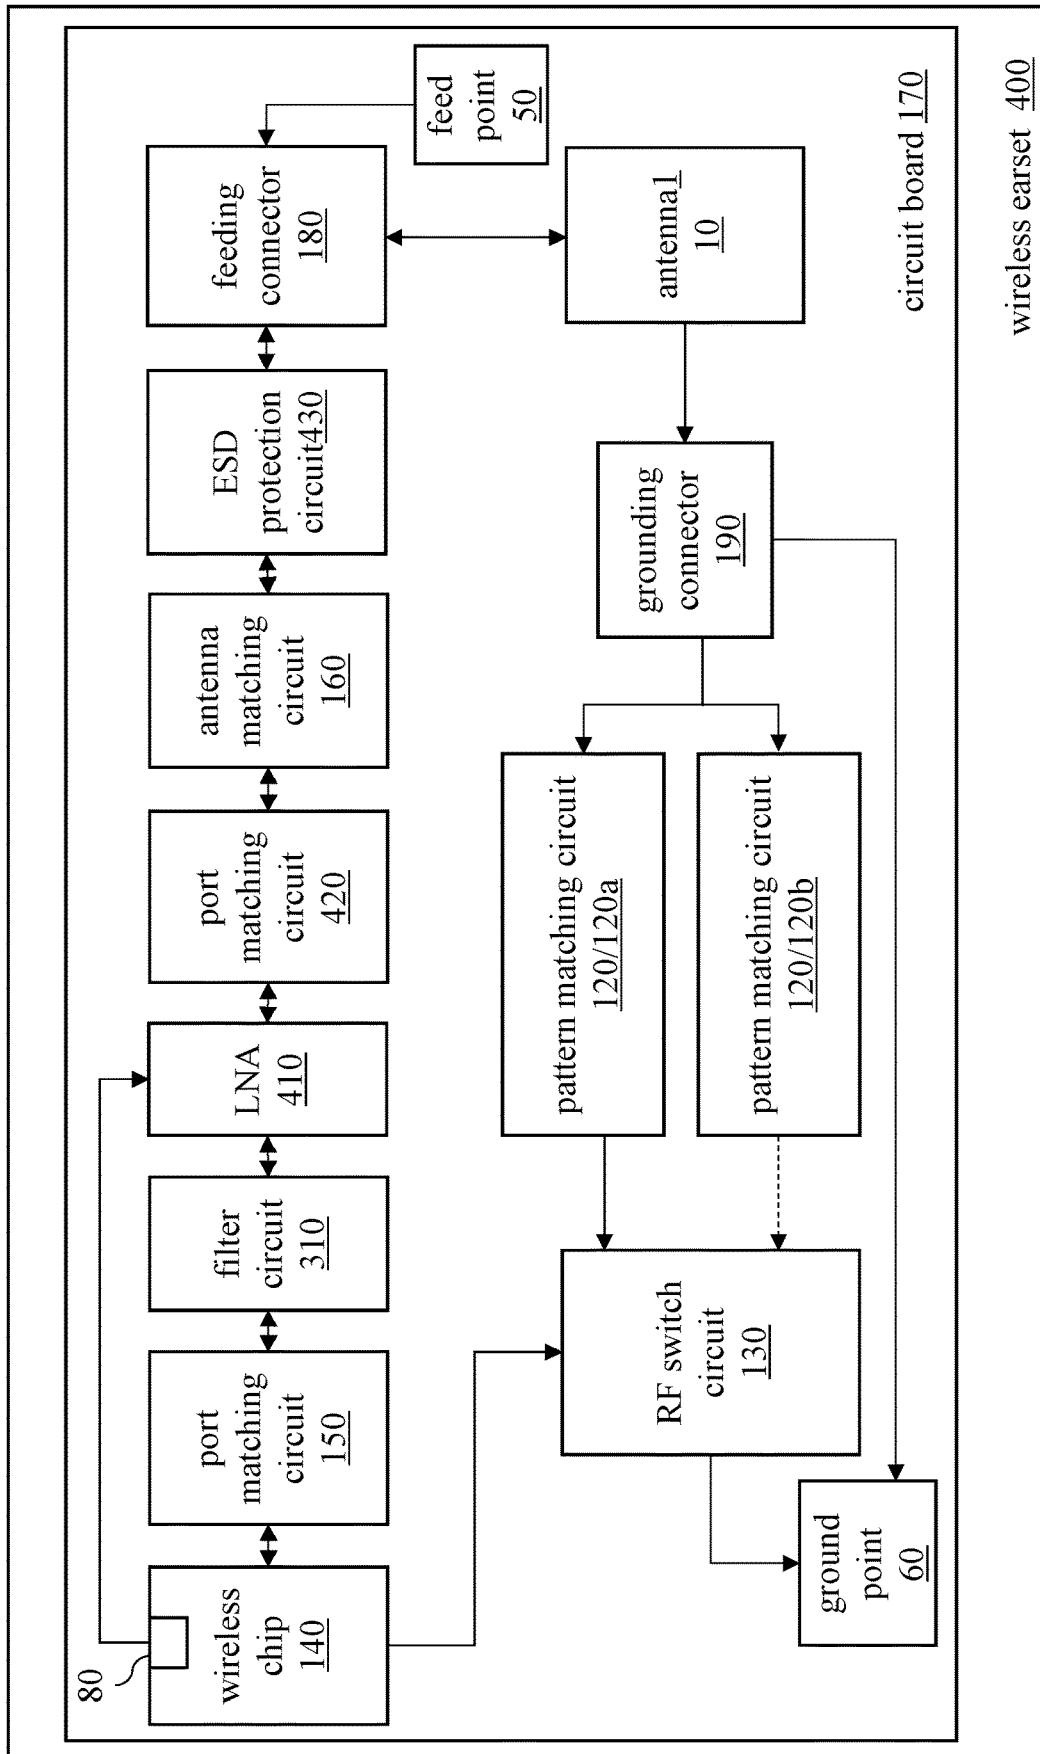 80
wireless
chip
140
port
matching
circuit
150
filter
circuit
310
LNA
410
port
matching
circuit
420
antenna
matching
circuit
160
ESD
protection
circuit430
feeding
connector
180
feed
point
50
ground
point
60
RF switch
circuit
130
pattern matching circuit
120/120a
pattern matching circuit
120/120b
grounding
connector
190
antenna1
10
circuit board 170
wireless earset 400